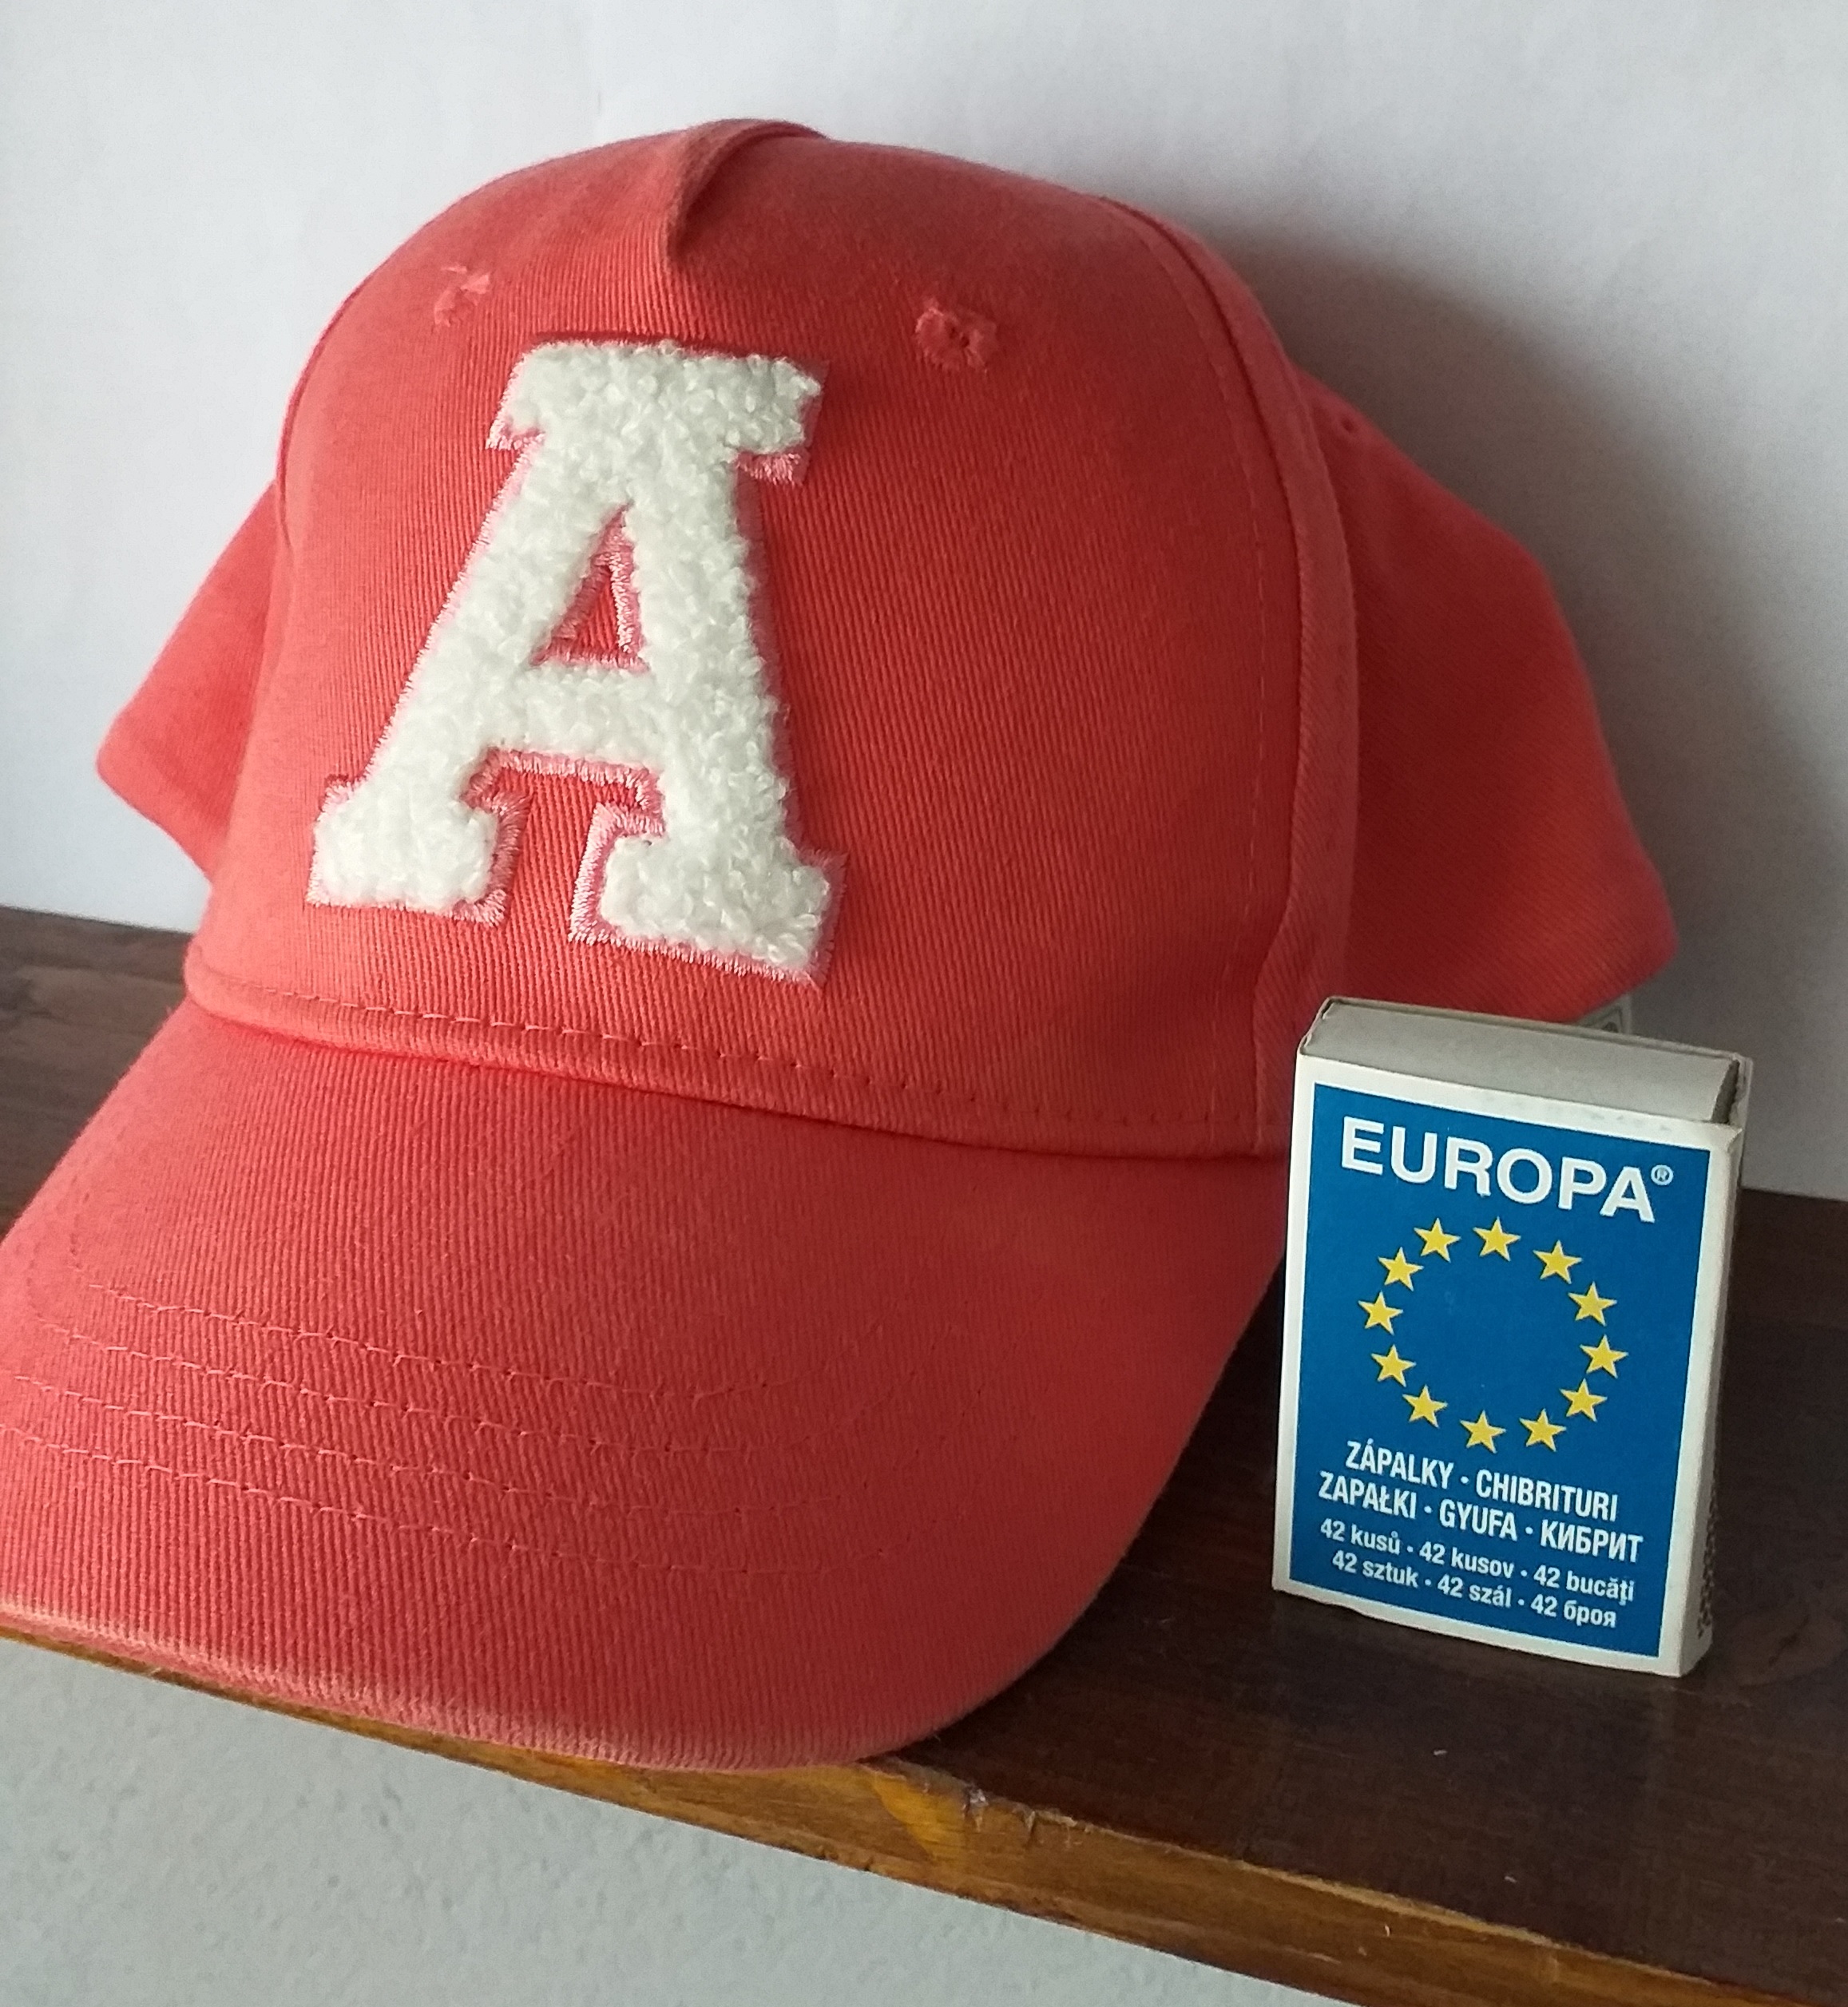 A
EUROPA®
ZÁPALKY · CHIBRITURI
ZAPAŁKI · GYUFA · КИБРИТ
42 kusů · 42 kusov · 42 bucăţi
42 sztuk · 42 szál · 42 броя